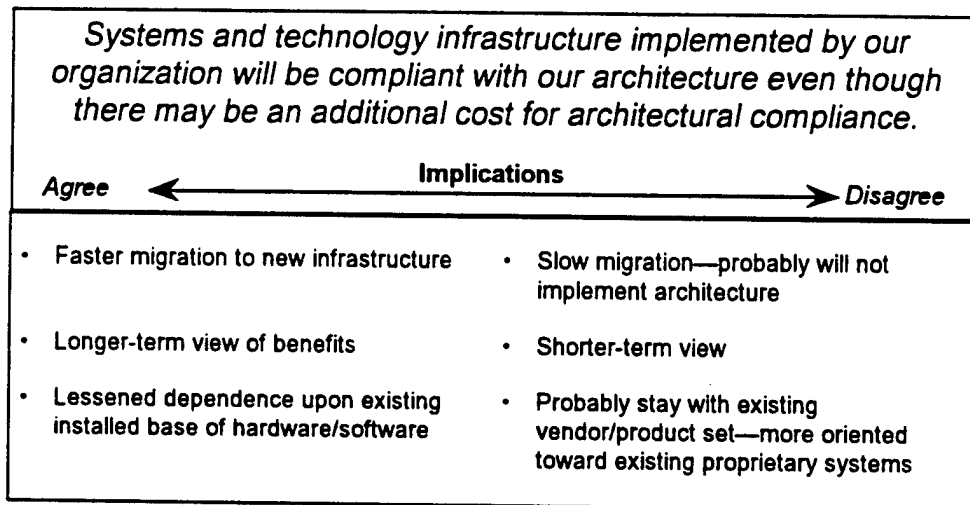 Systems and technology infrastructure implemented by our
organization will be compliant with our architecture even though
there may be an additional cost for architectural compliance.
Implications
Agree
Disagree
• Faster migration to new infrastructure
• Longer-term view of benefits
• Lessened dependence upon existing
installed base of hardware/software
• Slow migration—probably will not
implement architecture
• Shorter-term view
• Probably stay with existing
vendor/product set—more oriented
toward existing proprietary systems